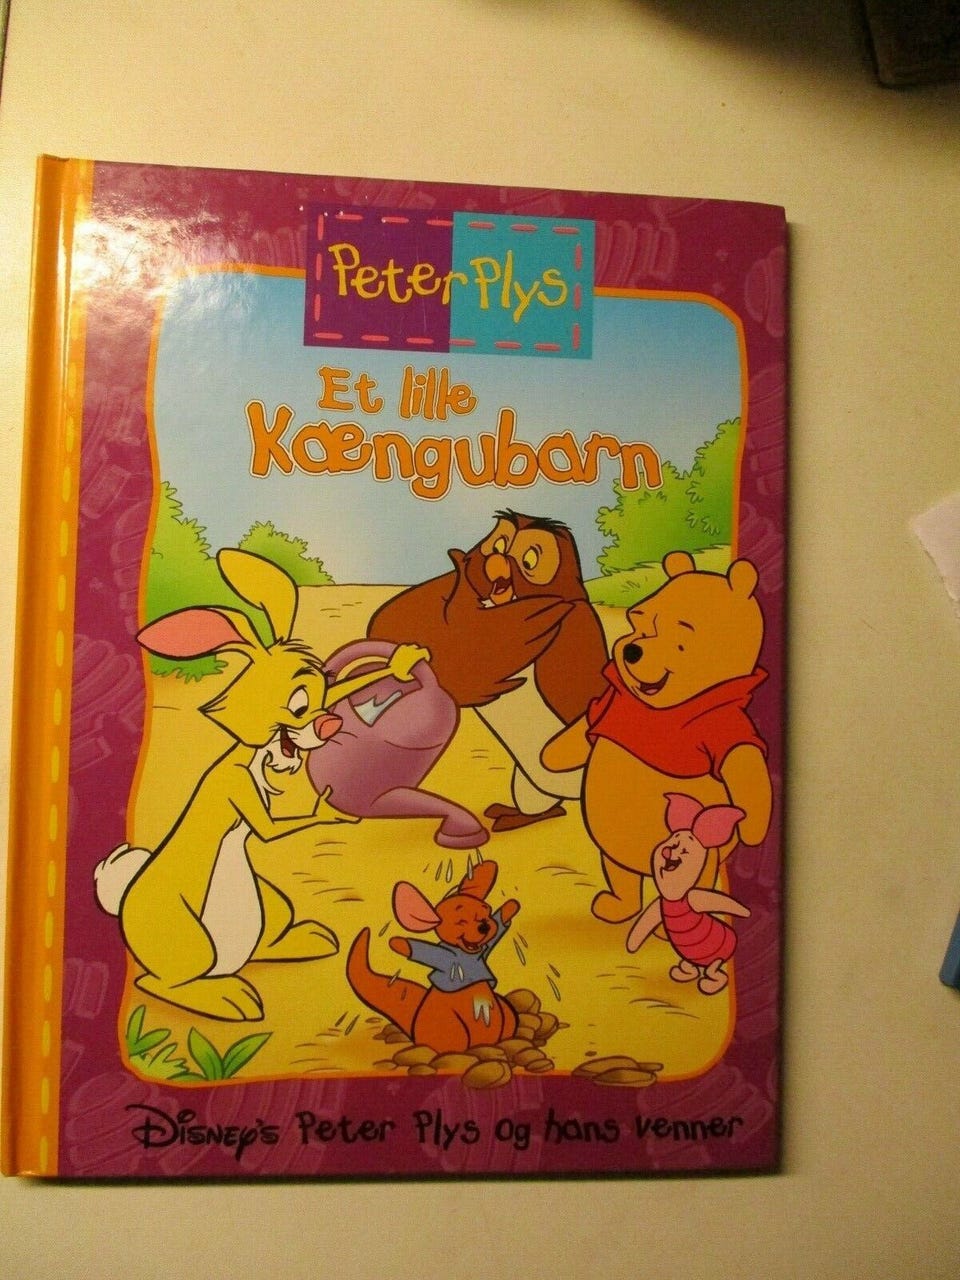 Peter Plys
Et lille
Kængubarn
Disney's Peter Plys og hans venner